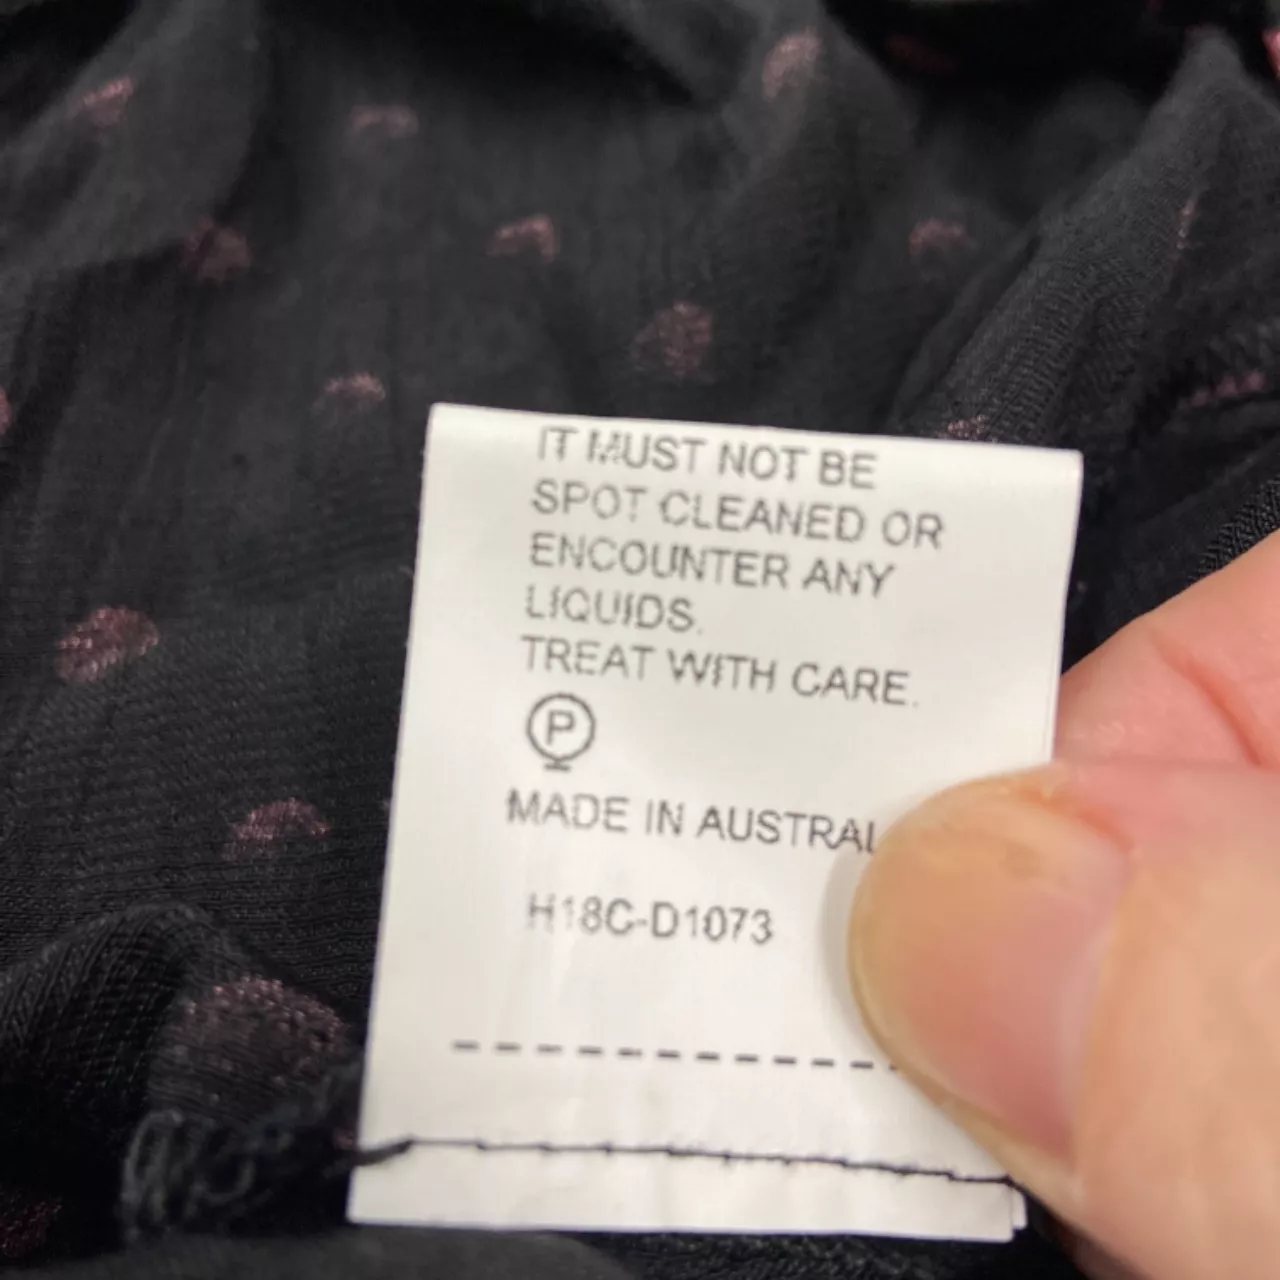 IT MUST NOT BE
SPOT CLEANED OR
ENCOUNTER ANY
LIQUIDS.
TREAT WITH CARE.
P
MADE IN AUSTRAL
H18C-D1073